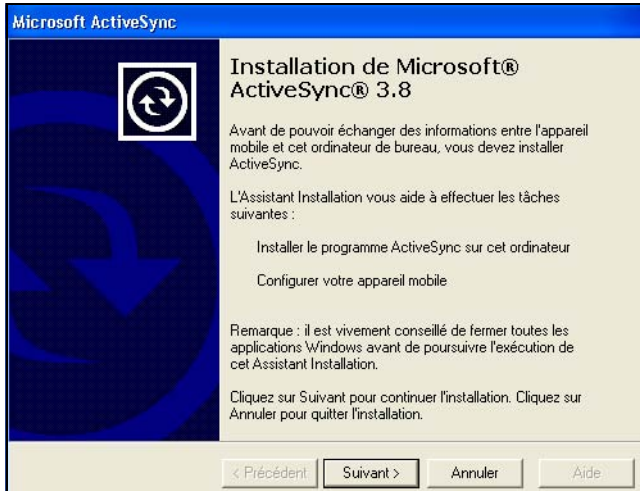 Microsoft ActiveSync
Installation de Microsoft®
ActiveSync® 3.8
Avant de pouvoir échanger des informations entre l'appareil
mobile et cet ordinateur de bureau, vous devez installer
ActiveSync.
L'Assistant Installation vous aide à effectuer les tâches
suivantes :
Installer le programme ActiveSync sur cet ordinateur
Configurer votre appareil mobile
Remarque : il est vivement conseillé de fermer toutes les
applications Windows avant de poursuivre l'exécution de
cet Assistant Installation.
Cliquez sur Suivant pour continuer l'installation. Cliquez sur
Annuler pour quitter l'installation.
< Précédent Suivant > Annuler Aide